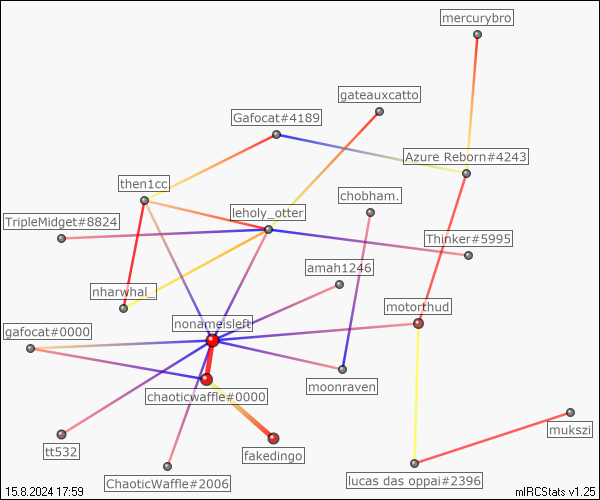 mercurybro
gateauxcatto
Gafocat#4189
Azure Reborn#4243
then1cc
chobham.
leholy_otter
TripleMidget#8824
Thinker#5995
amah1246
nharwhal_
motorthud
nonameisleft
gafocat#0000
moonraven
chaoticwaffle#0000
mukszi
tt532
fakedingo
lucas das oppai#2396
ChaoticWaffle#2006
15.8.2024 17:59
mIRCStats v1.25